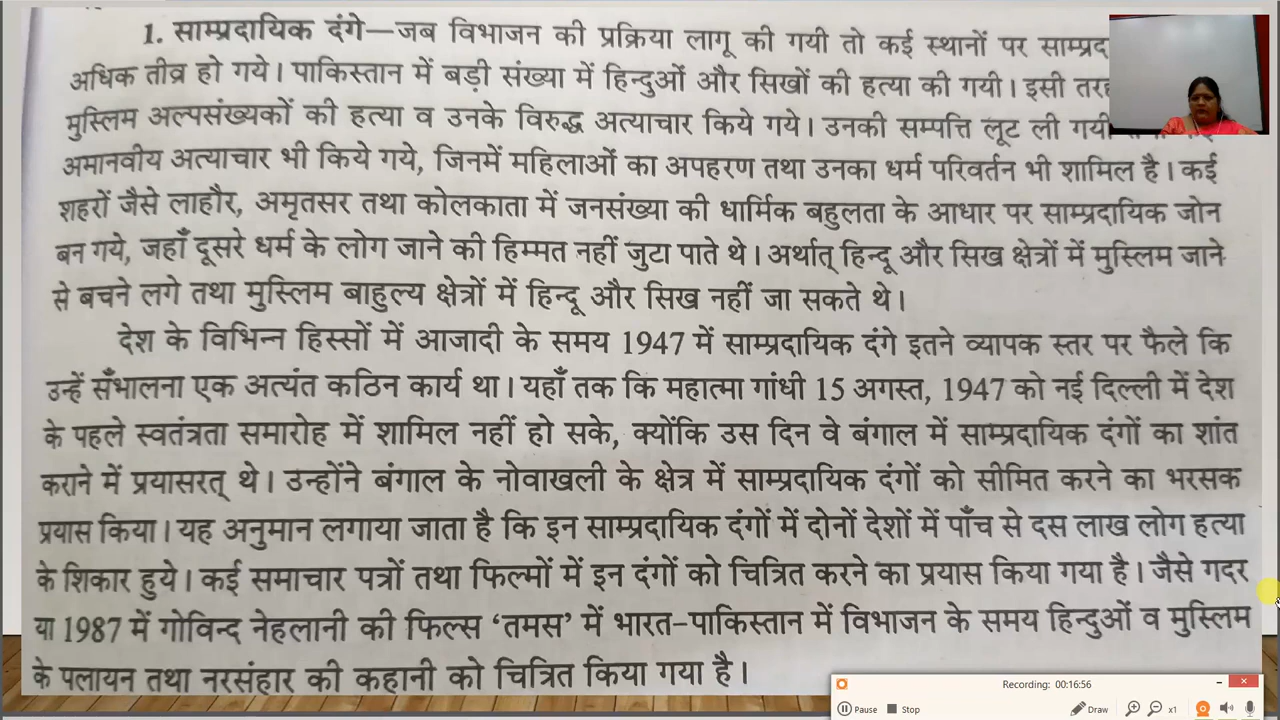 1. साम्प्रदायिक दंगे—जब विभाजन की प्रक्रिया लागू की गयी तो कई स्थानों पर
अधिक तीव्र हो गये। पाकिस्तान में बड़ी संख्या में हिन्दुओं और सिखों की हत्या की गयी। इसी
मुस्लिम अल्पसंख्यकों की हत्या व उनके विरुद्ध अत्याचार किये गये। उनकी सम्पत्ति लूट ली गयी
अमानवीय अत्याचार भी किये गये, जिनमें महिलाओं का अपहरण तथा उनका धर्म परिवर्तन भी शामिल है। कई
शहरों जैसे लाहौर, अमृतसर तथा कोलकाता में जनसंख्या की धार्मिक बहुलता के आधार पर साम्प्रदायिक जोन
बन गये, जहाँ दूसरे धर्म के लोग जाने की हिम्मत नहीं जुटा पाते थे। अर्थात् हिन्दू और सिख क्षेत्रों में मुस्लिम जाने
से बचने लगे तथा मुस्लिम बाहुल्य क्षेत्रों में हिन्दू और सिख नहीं जा सकते थे।
देश के विभिन्न हिस्सों में आजादी के समय 1947 में साम्प्रदायिक दंगे इतने व्यापक स्तर पर फैले कि
उन्हें सँभालना एक अत्यंत कठिन कार्य था। यहाँ तक कि महात्मा गांधी 15 अगस्त, 1947 को नई दिल्ली में देश
के पहले स्वतंत्रता समारोह में शामिल नहीं हो सके, क्योंकि उस दिन वे बंगाल में साम्प्रदायिक दंगों का शांत
कराने में प्रयासरत् थे। उन्होंने बंगाल के नोवाखली के क्षेत्र में साम्प्रदायिक दंगों को सीमित करने का भरसक
प्रयास किया। यह अनुमान लगाया जाता है कि इन साम्प्रदायिक दंगों में दोनों देशों में पाँच से दस लाख लोग हत्या
के शिकार हुये। कई समाचार पत्रों तथा फिल्मों में इन दंगों को चित्रित करने का प्रयास किया गया है। जैसे गदर
या 1987 में गोविन्द नेहलानी की फिल्स ‘तमस’ में भारत-पाकिस्तान में विभाजन के समय हिन्दुओं व मुस्लिम
के पलायन तथा नरसंहार की कहानी को चित्रित किया गया है।
Recording: 00:16:56
Pause Stop Draw x1